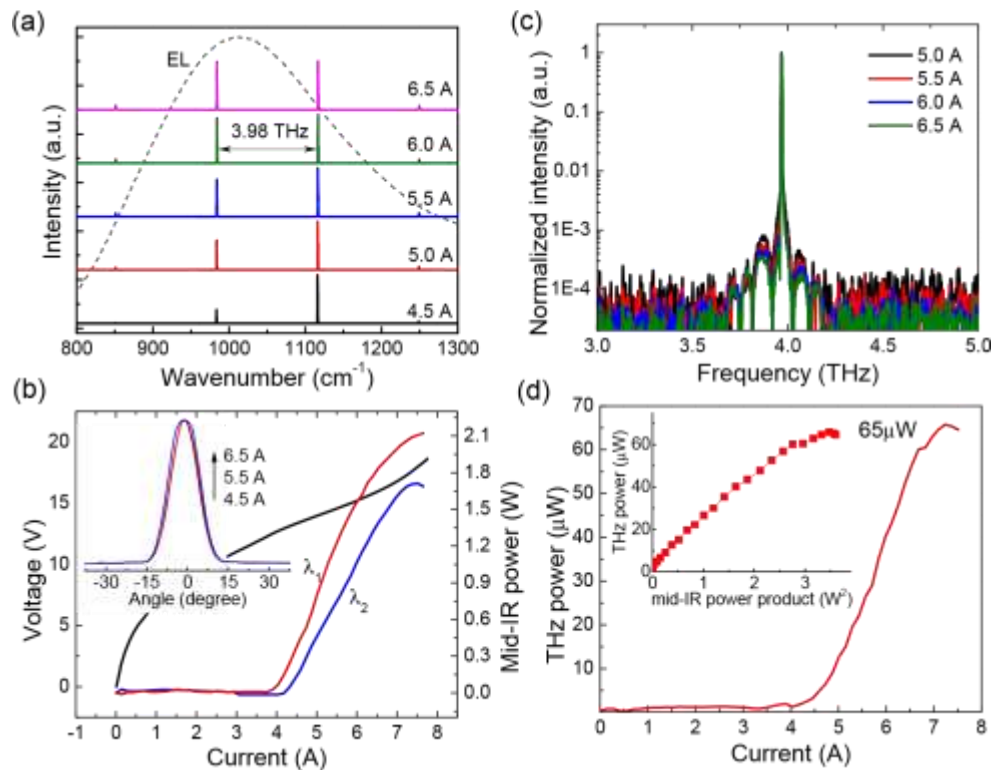 (a)
EL
6.5 A
3.98 THz
6.0 A
5.5 A
5.0 A
4.5 A
Intensity (a.u.)
800 900 1000 1100 1200 1300
Wavenumber (cm⁻¹)
(c)
1
0.1
0.01
1E-3
1E-4
Normalized intensity (a.u.)
5.0 A
5.5 A
6.0 A
6.5 A
3.0 3.5 4.0 4.5 5.0
Frequency (THz)
(b)
20
15
10
5
0
Voltage (V)
6.5 A
5.5 A
4.5 A
-30 -15 0 15 30
Angle (degree)
λ₁
λ₂
2.1
1.8
1.5
1.2
0.9
0.6
0.3
0.0
Mid-IR power (W)
-1 0 1 2 3 4 5 6 7 8
Current (A)
(d)
70
60
50
40
30
20
10
THz power (μW)
65μW
60
40
20
0
THz power (μW)
0 1 2 3 4
mid-IR power product (W²)
0 1 2 3 4 5 6 7 8
Current (A)